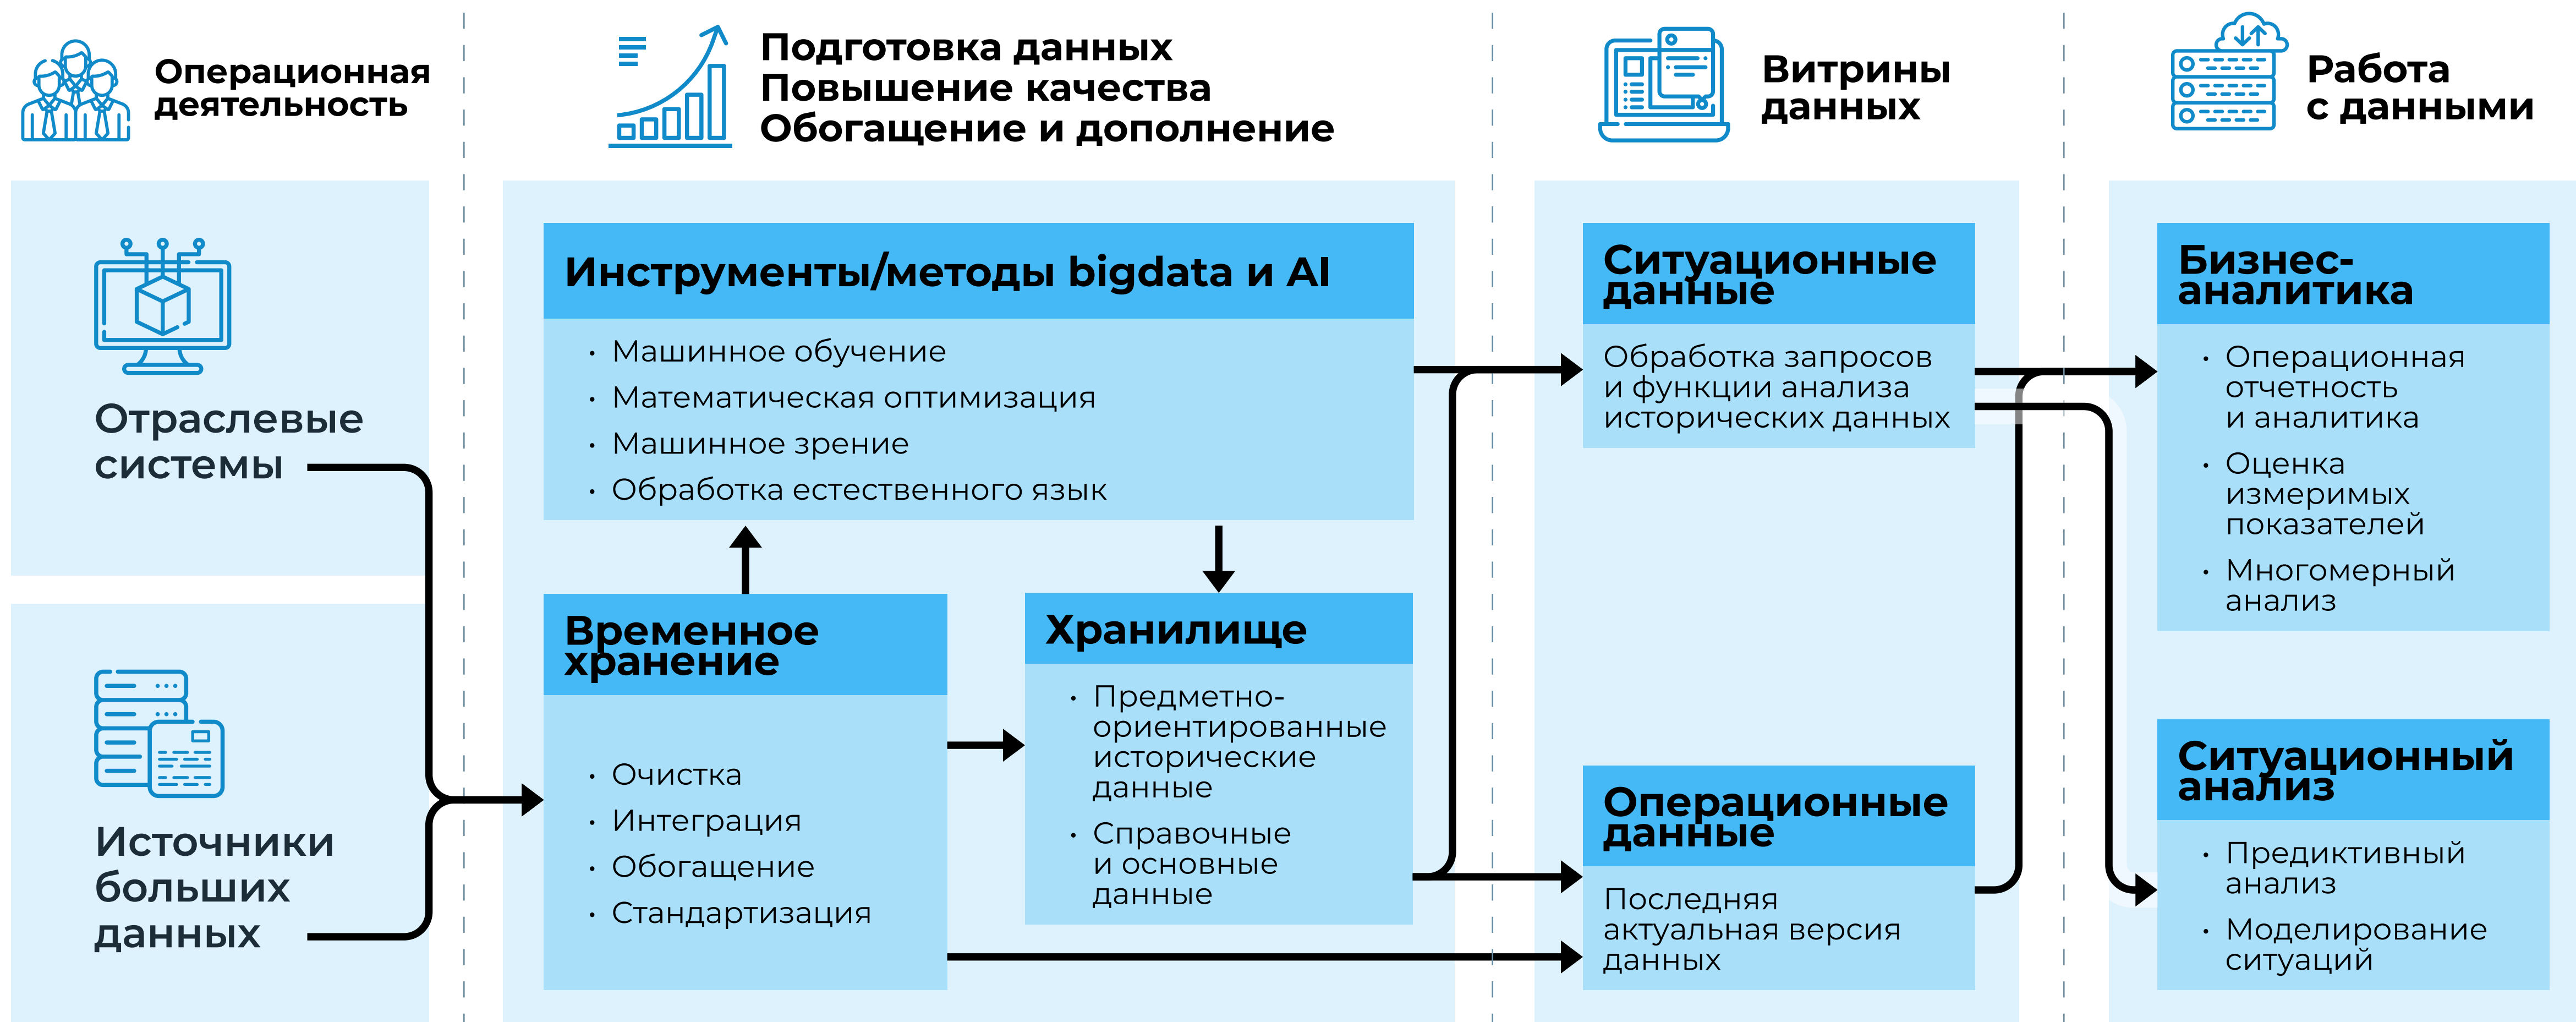 Операционная
деятельность
Подготовка данных
Повышение качества
Обогащение и дополнение
Витрины
данных
Работа
с данными
Отраслевые
системы
Источники
больших
данных
Инструменты/методы bigdata и AI
• Машинное обучение
• Математическая оптимизация
• Машинное зрение
• Обработка естественного язык
Временное
хранение
• Очистка
• Интеграция
• Обогащение
• Стандартизация
Хранилище
• Предметно-
ориентированные
исторические
данные
• Справочные
и основные
данные
Ситуационные
данные
Обработка запросов
и функции анализа
исторических данных
Операционные
данные
Последняя
актуальная версия
данных
Бизнес-
аналитика
• Операционная
отчетность
и аналитика
• Оценка
измеримых
показателей
• Многомерный
анализ
Ситуационный
анализ
• Предиктивный
анализ
• Моделирование
ситуаций